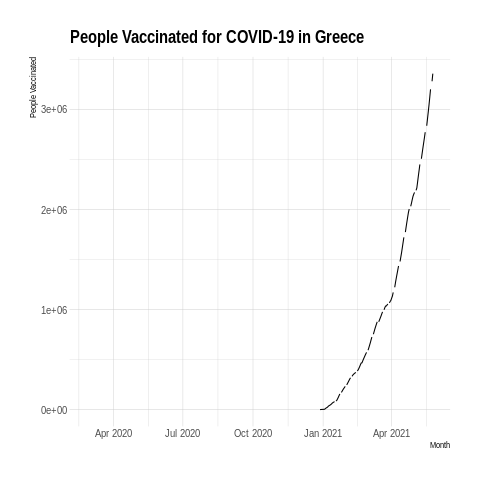 People Vaccinated for COVID-19 in Greece
People Vaccinated
3e+06
2e+06
1e+06
0e+00
Apr 2020 Jul 2020 Oct 2020 Jan 2021 Apr 2021
Month